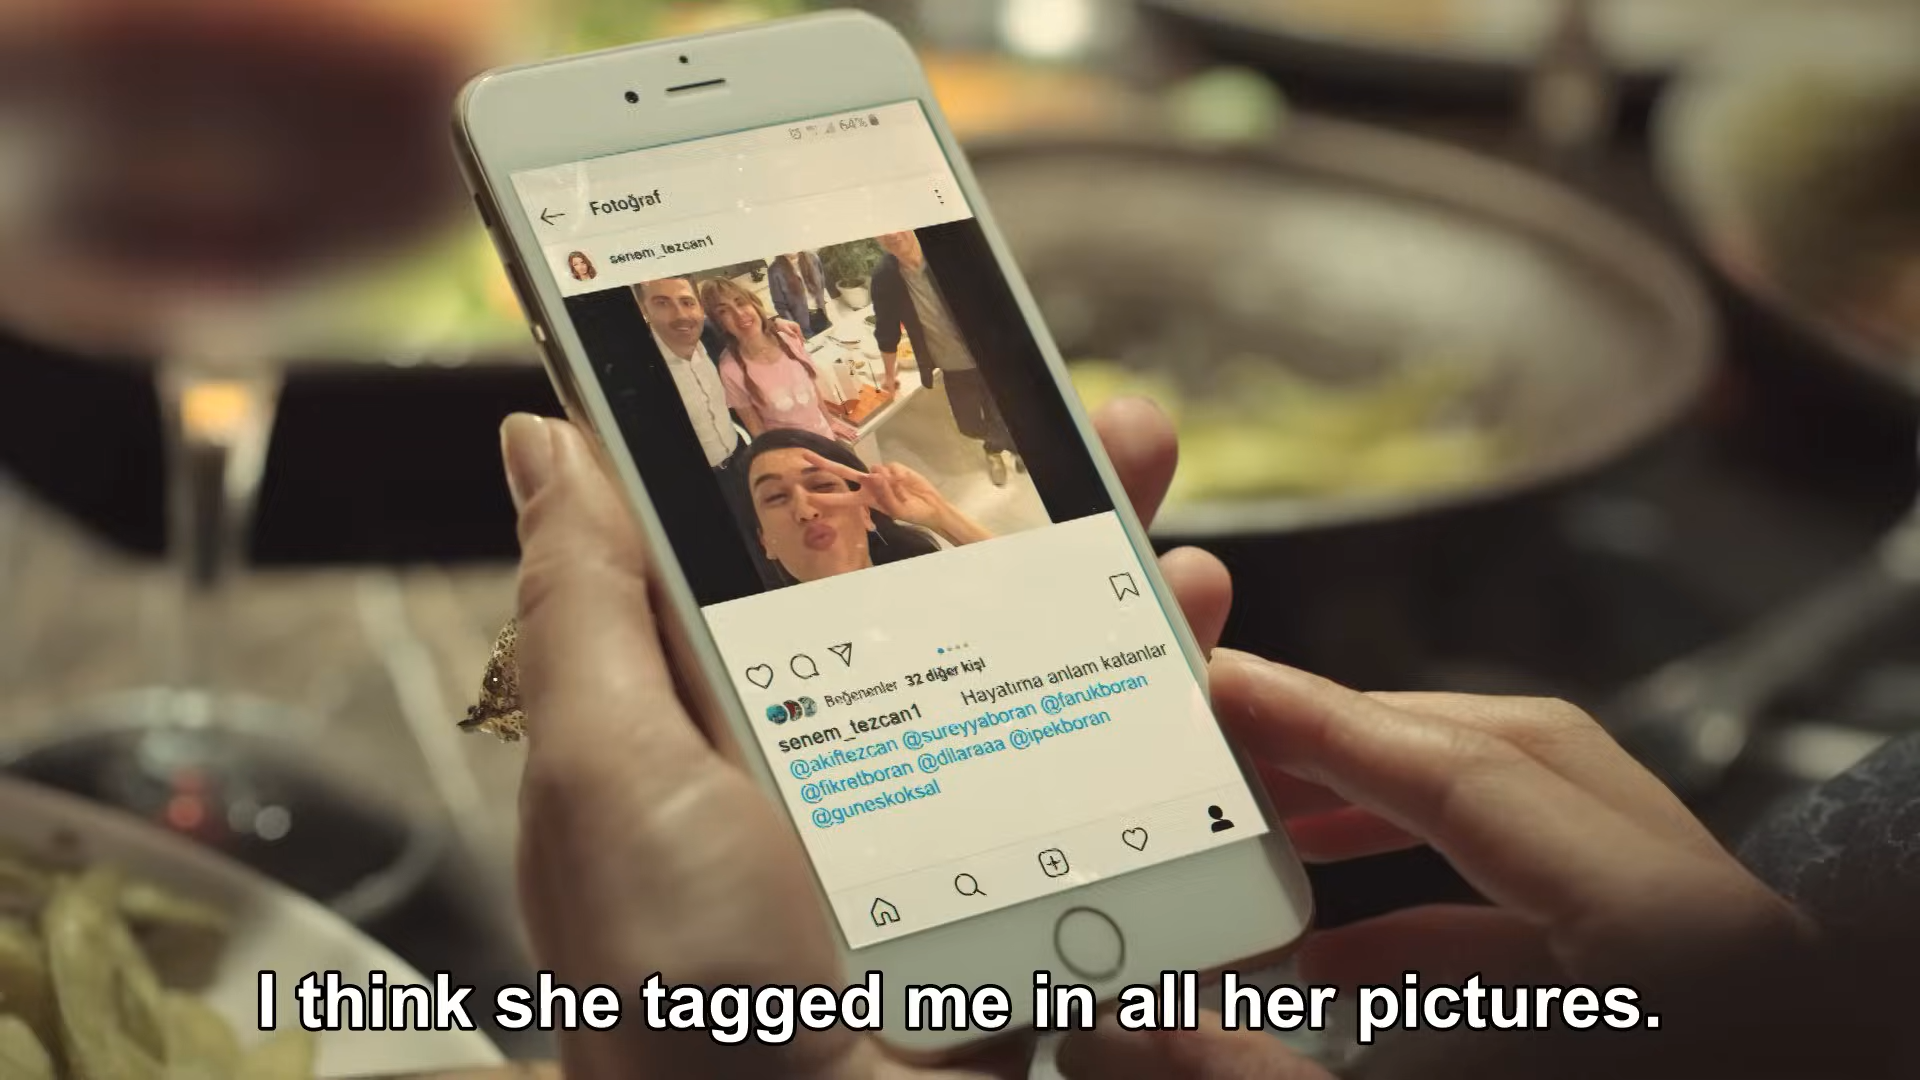 64%
Fotoğraf
senem_tezcan1
Beğenenler 32 diğer kişi
senem_tezcan1 Hayatıma anlam katanlar
@akiftezcan @sureyyaboran @farukboran
@fikretboran @dilaraaa @ipekboran
@guneskoksal
I think she tagged me in all her pictures.